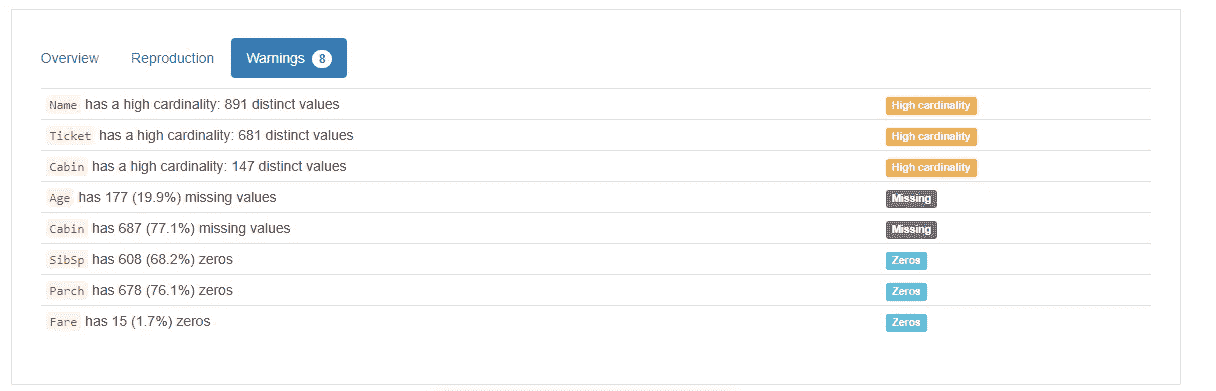 Overview Reproduction Warnings 8
Name has a high cardinality: 891 distinct values High cardinality
Ticket has a high cardinality: 681 distinct values High cardinality
Cabin has a high cardinality: 147 distinct values High cardinality
Age has 177 (19.9%) missing values Missing
Cabin has 687 (77.1%) missing values Missing
SibSp has 608 (68.2%) zeros Zeros
Parch has 678 (76.1%) zeros Zeros
Fare has 15 (1.7%) zeros Zeros